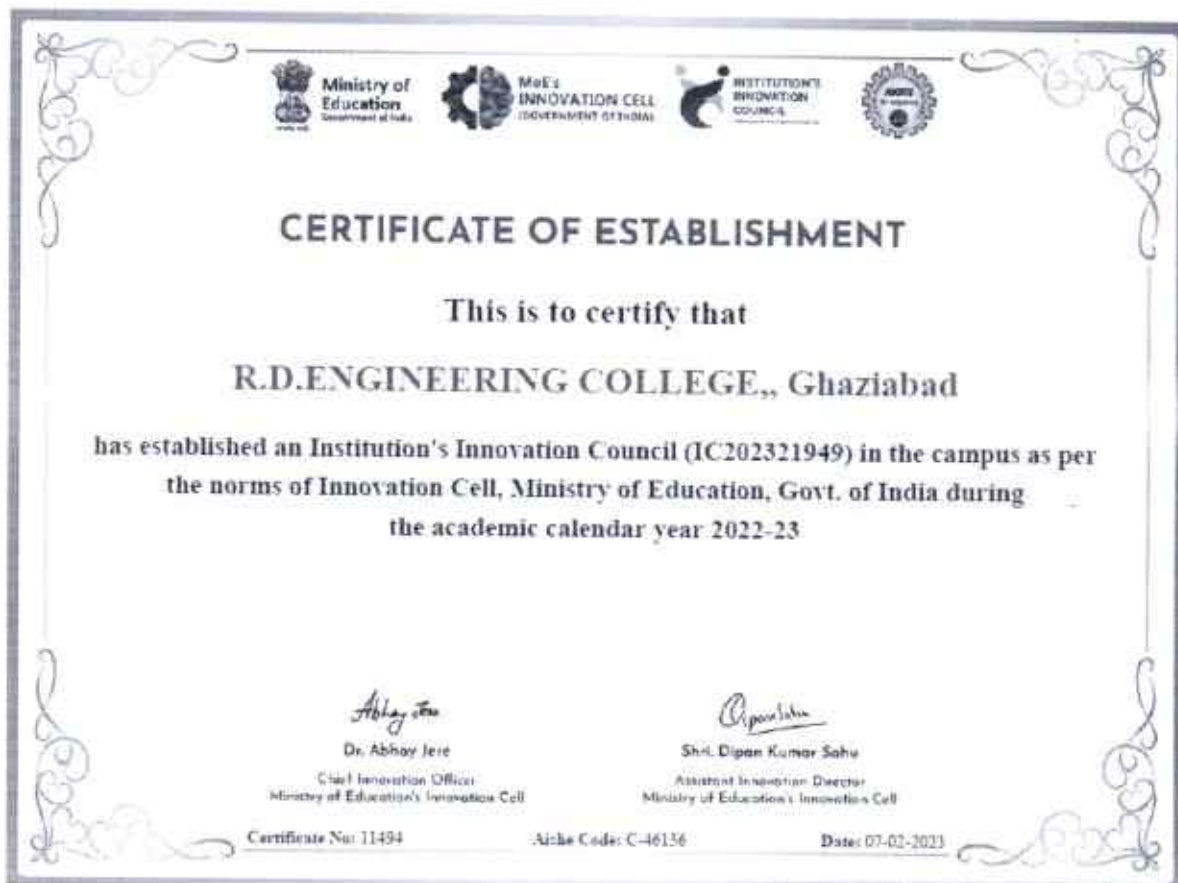 Ministry of
Education
Government of India
MoE's
INNOVATION CELL
(GOVERNMENT OF INDIA)
INSTITUTION'S
INNOVATION
COUNCIL
CERTIFICATE OF ESTABLISHMENT
This is to certify that
R.D.ENGINEERING COLLEGE,, Ghaziabad
has established an Institution's Innovation Council (IC202321949) in the campus as per
the norms of Innovation Cell, Ministry of Education, Govt. of India during
the academic calendar year 2022-23
Abhay Jere
Dr. Abhay Jere
Shri. Dipan Kumar Sahu
Chief Innovation Officer
Assistant Innovation Director
Ministry of Education's Innovation Cell
Ministry of Education's Innovation Cell
Certificate No: 11494
Aishe Code: C-46156
Date: 07-02-2023